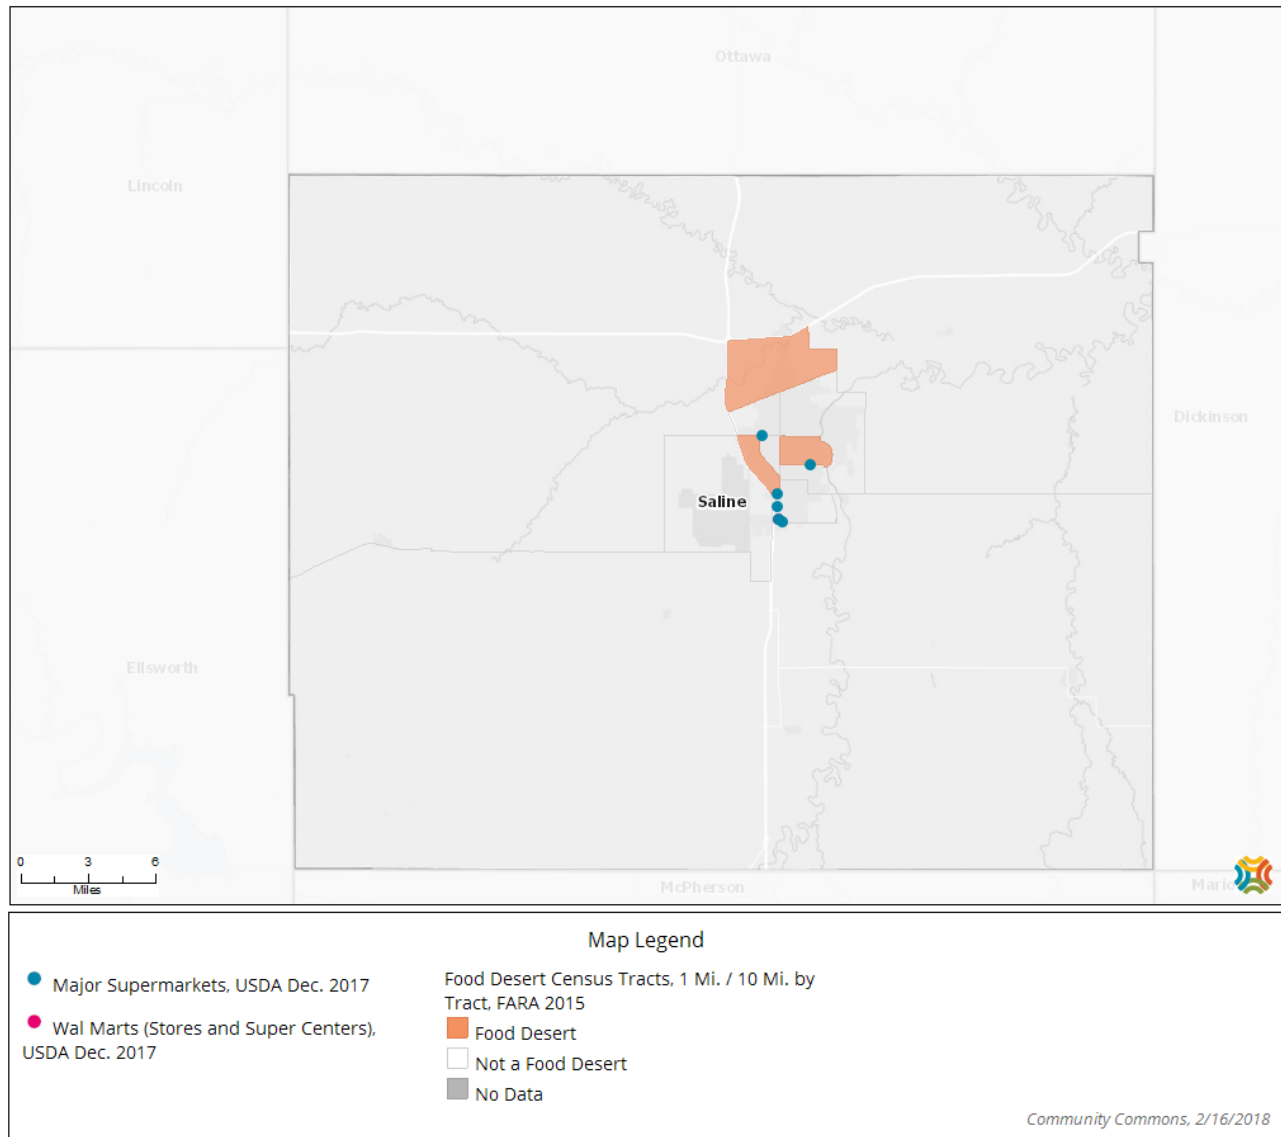 Ottawa
Lincoln
Dickinson
Saline
Ellsworth
0 3 6
Miles
McPherson
Mario
Map Legend
Major Supermarkets, USDA Dec. 2017
Wal Marts (Stores and Super Centers),
USDA Dec. 2017
Food Desert Census Tracts, 1 Mi. / 10 Mi. by
Tract, FARA 2015
Food Desert
Not a Food Desert
No Data
Community Commons, 2/16/2018